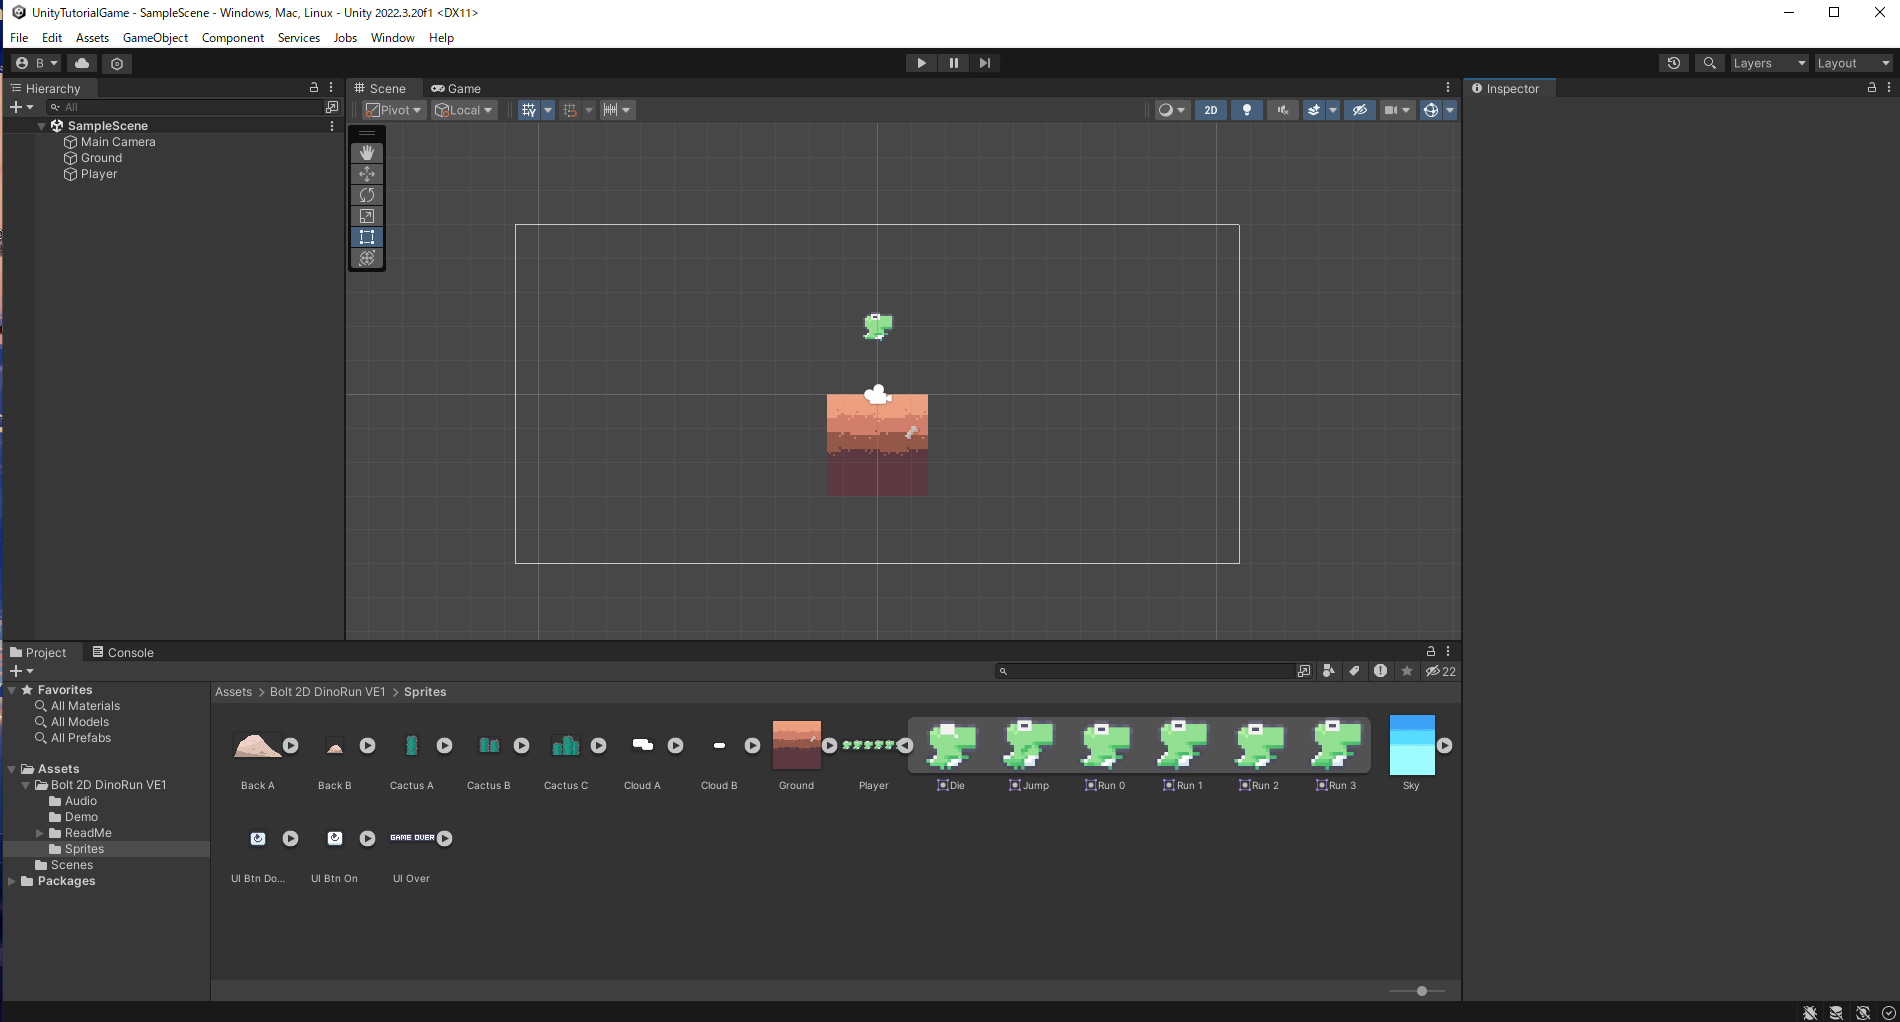 UnityTutorialGame - SampleScene - Windows, Mac, Linux - Unity 2022.3.20f1 <DX11>
File Edit Assets GameObject Component Services Jobs Window Help
B
Layers Layout
Hierarchy
All
SampleScene
Main Camera
Ground
Player
Scene Game
Pivot Local 2D
Inspector
Project Console
22
Favorites
All Materials
All Models
All Prefabs
Assets
Bolt 2D DinoRun VE1
Audio
Demo
ReadMe
Sprites
Scenes
Packages
Assets > Bolt 2D DinoRun VE1 > Sprites
Back A Back B Cactus A Cactus B Cactus C Cloud A Cloud B Ground Player Die Jump Run 0 Run 1 Run 2 Run 3 Sky
GAME OVER
UI Btn Do... UI Btn On UI Over